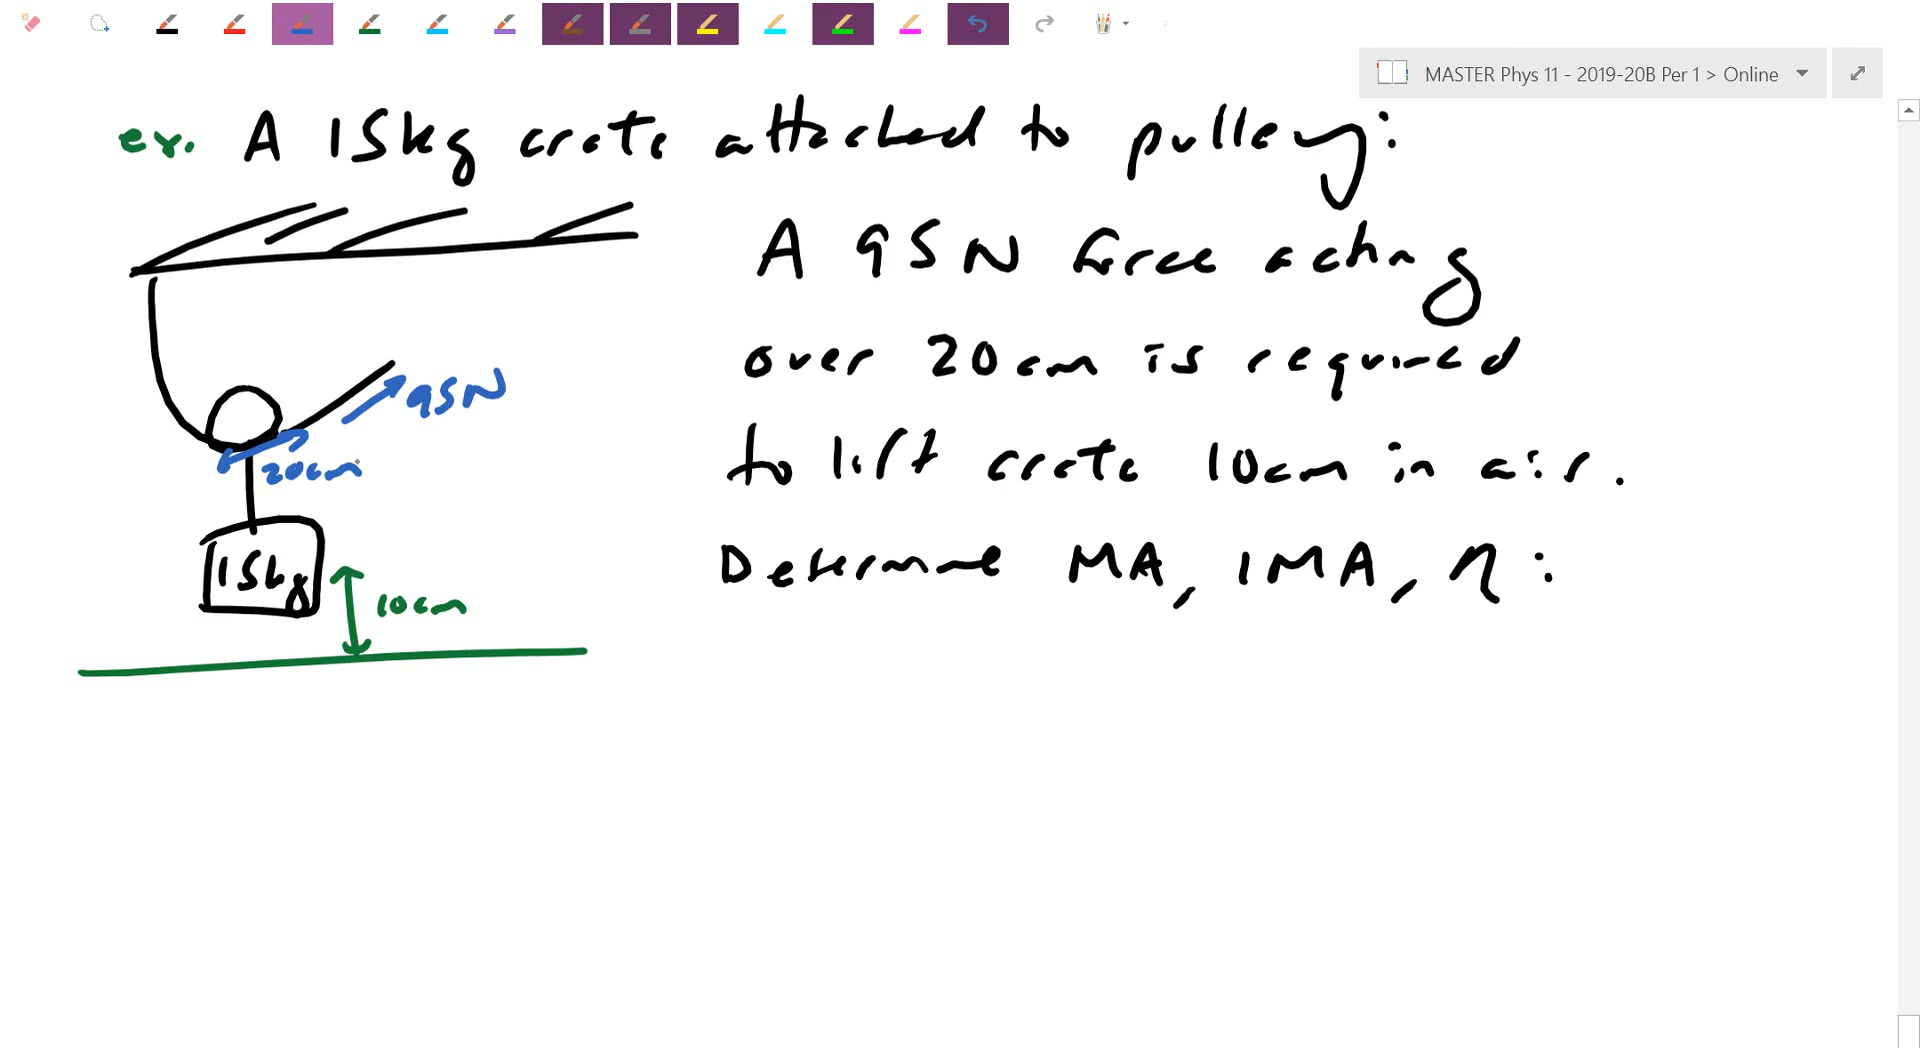 MASTER Phys 11 - 2019-20B Per 1 > Online
ex. A 15kg crate attached to pulley:
A 95N force acting
over 20cm is required
to lift crate 10cm in air.
Determine MA, IMA, η:
95N
20cm
15kg
10cm